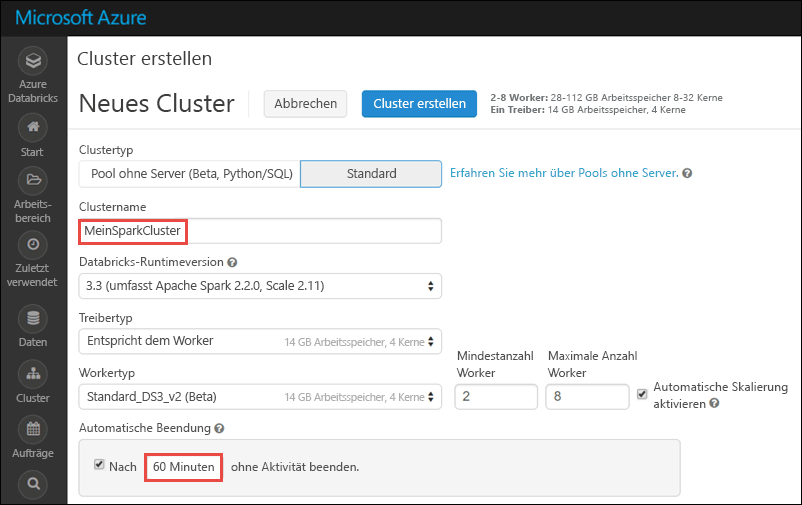 Microsoft Azure
Azure
Databricks
Start
Arbeits-
bereich
Zuletzt
verwendet
Daten
Cluster
Aufträge
Cluster erstellen
Neues Cluster
Abbrechen
Cluster erstellen
2-8 Worker: 28-112 GB Arbeitsspeicher 8-32 Kerne
Ein Treiber: 14 GB Arbeitsspeicher, 4 Kerne
Clustertyp
Pool ohne Server (Beta, Python/SQL)
Standard
Erfahren Sie mehr über Pools ohne Server. ?
Clustername
MeinSparkCluster
Databricks-Runtimeversion ?
3.3 (umfasst Apache Spark 2.2.0, Scale 2.11)
Treibertyp
Entspricht dem Worker 14 GB Arbeitsspeicher, 4 Kerne
Mindestanzahl
Worker
Maximale Anzahl
Worker
Workertyp
Standard_DS3_v2 (Beta) 14 GB Arbeitsspeicher, 4 Kerne
2
8
Automatische Skalierung
aktivieren ?
Automatische Beendung ?
Nach 60 Minuten ohne Aktivität beenden.